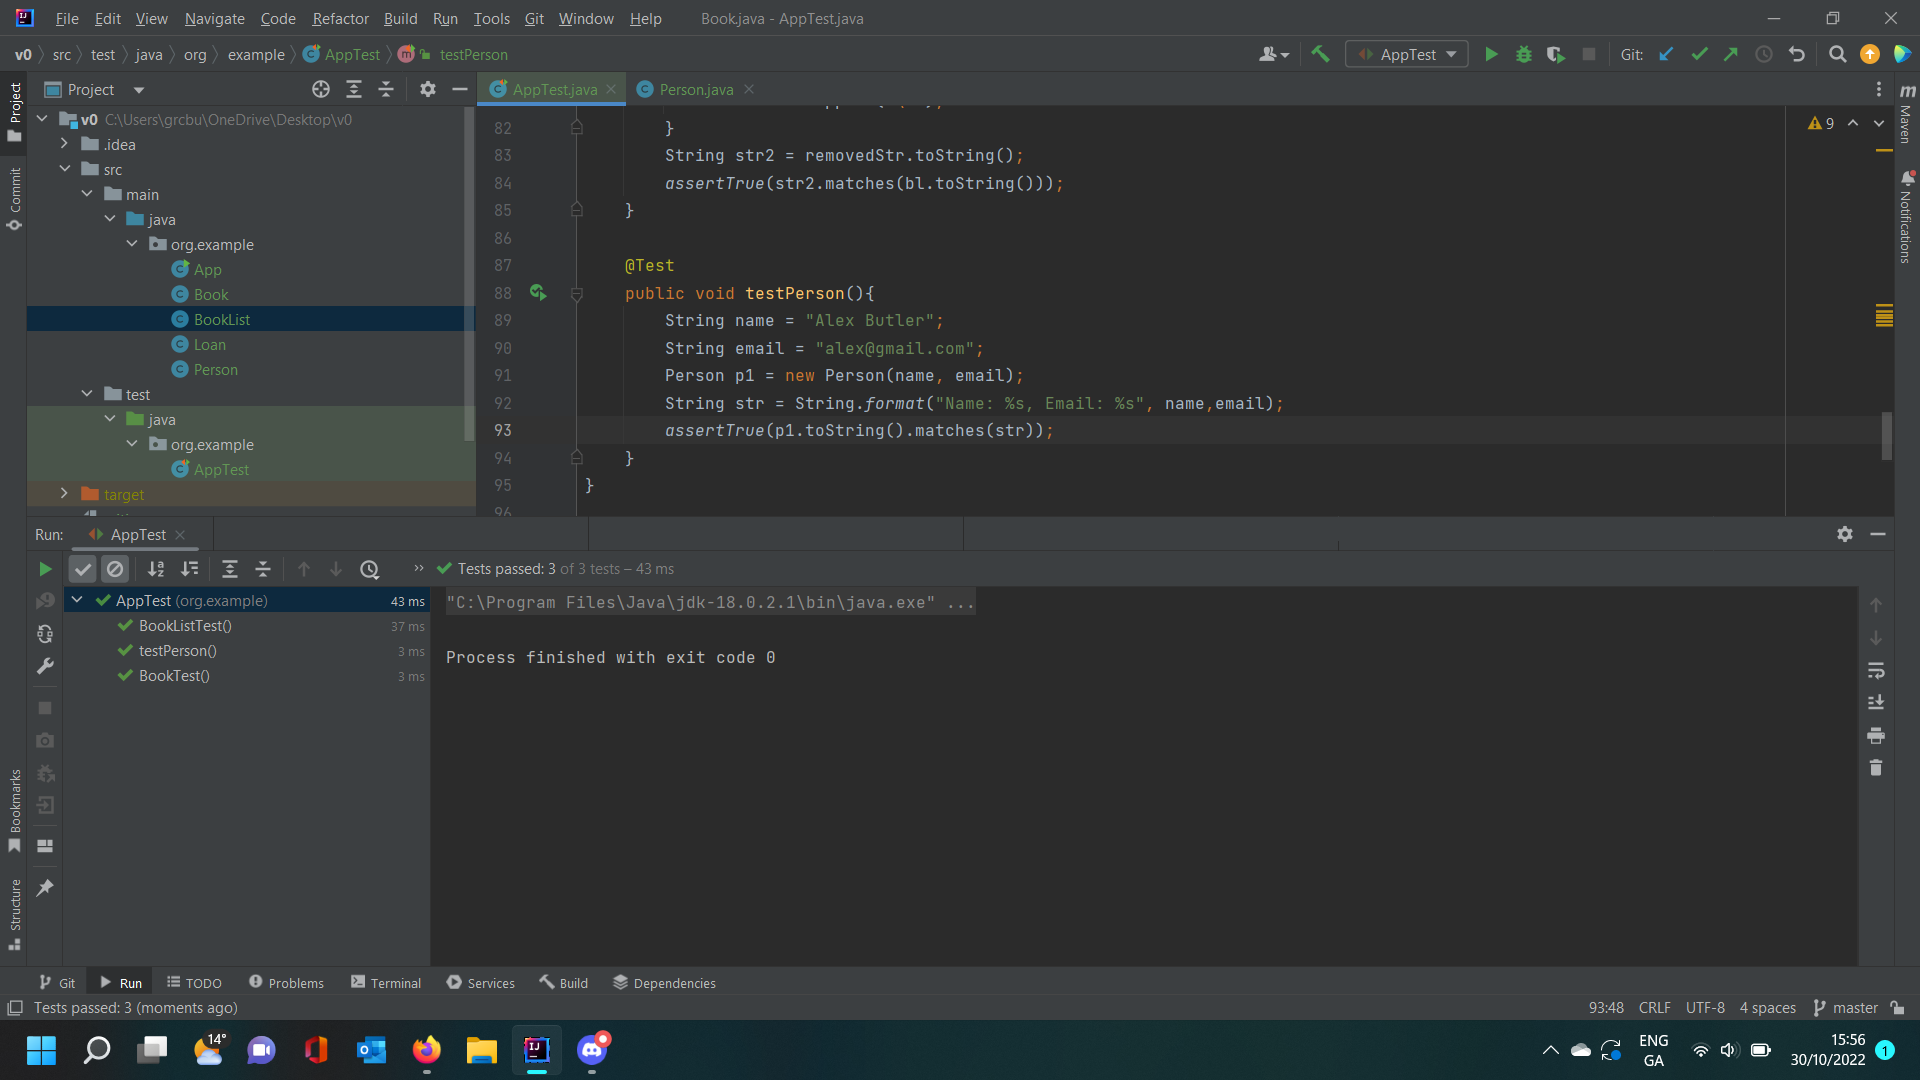 File Edit View Navigate Code Refactor Build Run Tools Git Window Help Book.java - AppTest.java
v0 src test java org example AppTest m testPerson AppTest Git:
Project
Project
AppTest.java
Person.java
v0 C:\Users\grcbu\OneDrive\Desktop\v0
.idea
src
main
java
org.example
App
Book
BookList
Loan
Person
test
java
org.example
AppTest
target
Commit
Bookmarks
Structure
82 }
83 String str2 = removedStr.toString();
84 assertTrue(str2.matches(bl.toString()));
85 }
86
87 @Test
88 public void testPerson(){
89 String name = "Alex Butler";
90 String email = "alex@gmail.com";
91 Person p1 = new Person(name, email);
92 String str = String.format("Name: %s, Email: %s", name,email);
93 assertTrue(p1.toString().matches(str));
94 }
95 }
96
9
m Maven
Notifications
Run: AppTest
Tests passed: 3 of 3 tests – 43 ms
AppTest (org.example) 43 ms
BookListTest() 37 ms
testPerson() 3 ms
BookTest() 3 ms
"C:\Program Files\Java\jdk-18.0.2.1\bin\java.exe" ...
Process finished with exit code 0
Git Run TODO Problems Terminal Services Build Dependencies
Tests passed: 3 (moments ago) 93:48 CRLF UTF-8 4 spaces master
14°
ENG
GA
15:56
30/10/2022
1